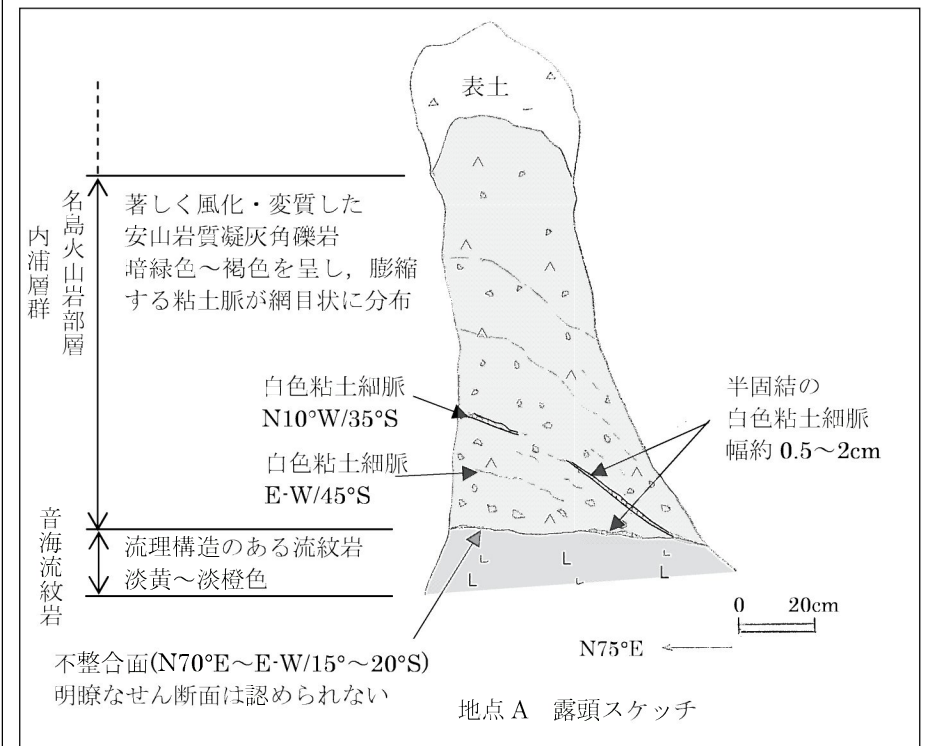 表土
著しく風化・変質した
安山岩質凝灰角礫岩
暗緑色～褐色を呈し，膨縮
する粘土脈が網目状に分布
名島火山岩部層
内浦層群
白色粘土細脈
N10°W/35°S
半固結の
白色粘土細脈
幅約 0.5～2cm
白色粘土細脈
E-W/45°S
音海流紋岩
流理構造のある流紋岩
淡黄～淡橙色
0 20cm
N75°E
不整合面(N70°E～E-W/15°～20°S)
明瞭なせん断面は認められない
地点 A 露頭スケッチ